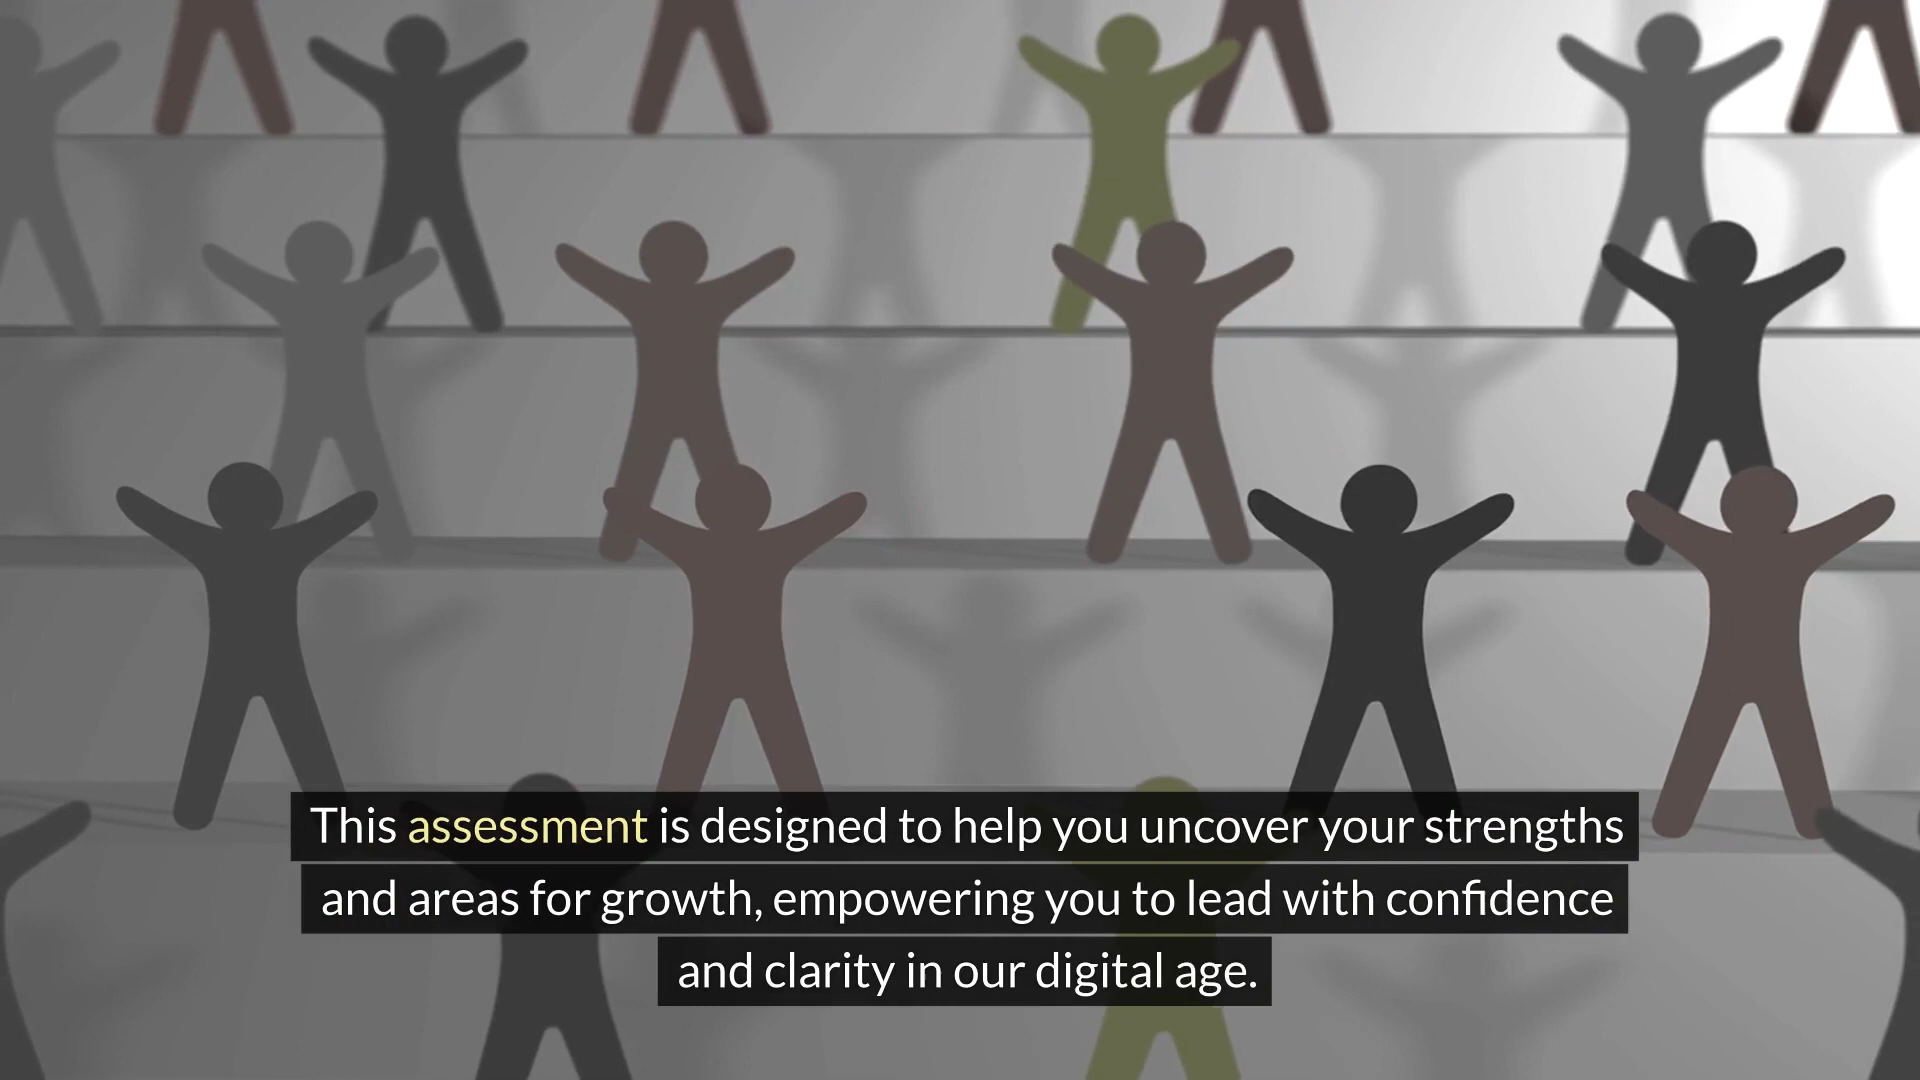 This assessment is designed to help you uncover your strengths
and areas for growth, empowering you to lead with confidence
and clarity in our digital age.